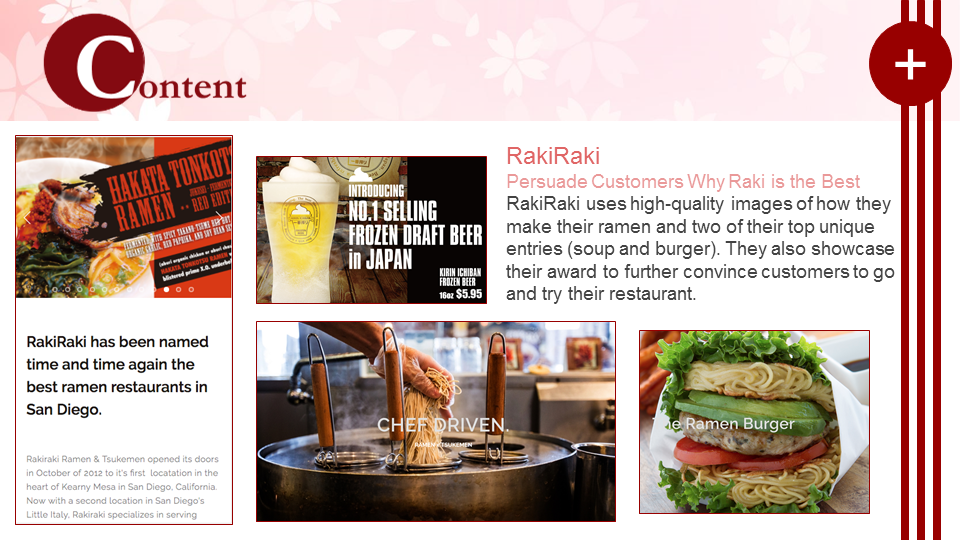 Content
+
HAKATA TONKOTSU
RAMEN
RED EDIT
INTRODUCING
NO.1 SELLING
FROZEN DRAFT BEER
in JAPAN
KIRIN ICHIBAN
FROZEN BEER
16oz $5.95
RakiRaki
Persuade Customers Why Raki is the Best
RakiRaki uses high-quality images of how they
make their ramen and two of their top unique
entries (soup and burger). They also showcase
their award to further convince customers to go
and try their restaurant.
RakiRaki has been named
time and time again the
best ramen restaurants in
San Diego.
Rakiraki Ramen & Tsukemen opened its doors
in October of 2012 to it's first locatation in the
heart of Kearny Mesa in San Diego, California.
Now with a second location in San Diego's
Little Italy, Rakiraki specializes in serving
CHEF DRIVEN.
RAMEN & TSUKEMEN
he Ramen Burger